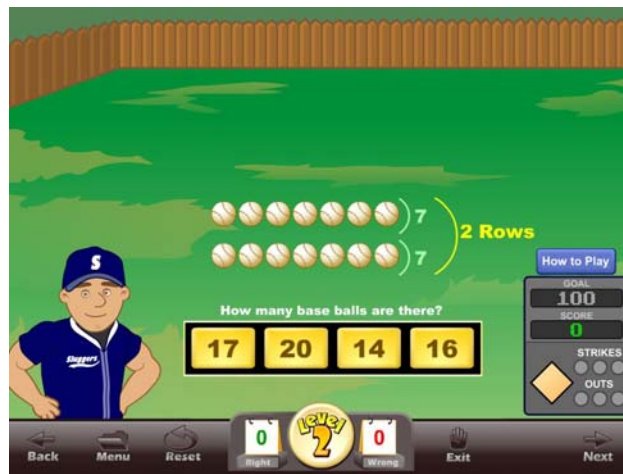 7
2 Rows
7
How to Play
GOAL
100
SCORE
0
S
How many base balls are there?
17 20 14 16
Sluggers
STRIKES
OUTS
Back Menu Reset
0
Right
Level
2
0
Wrong
Exit Next